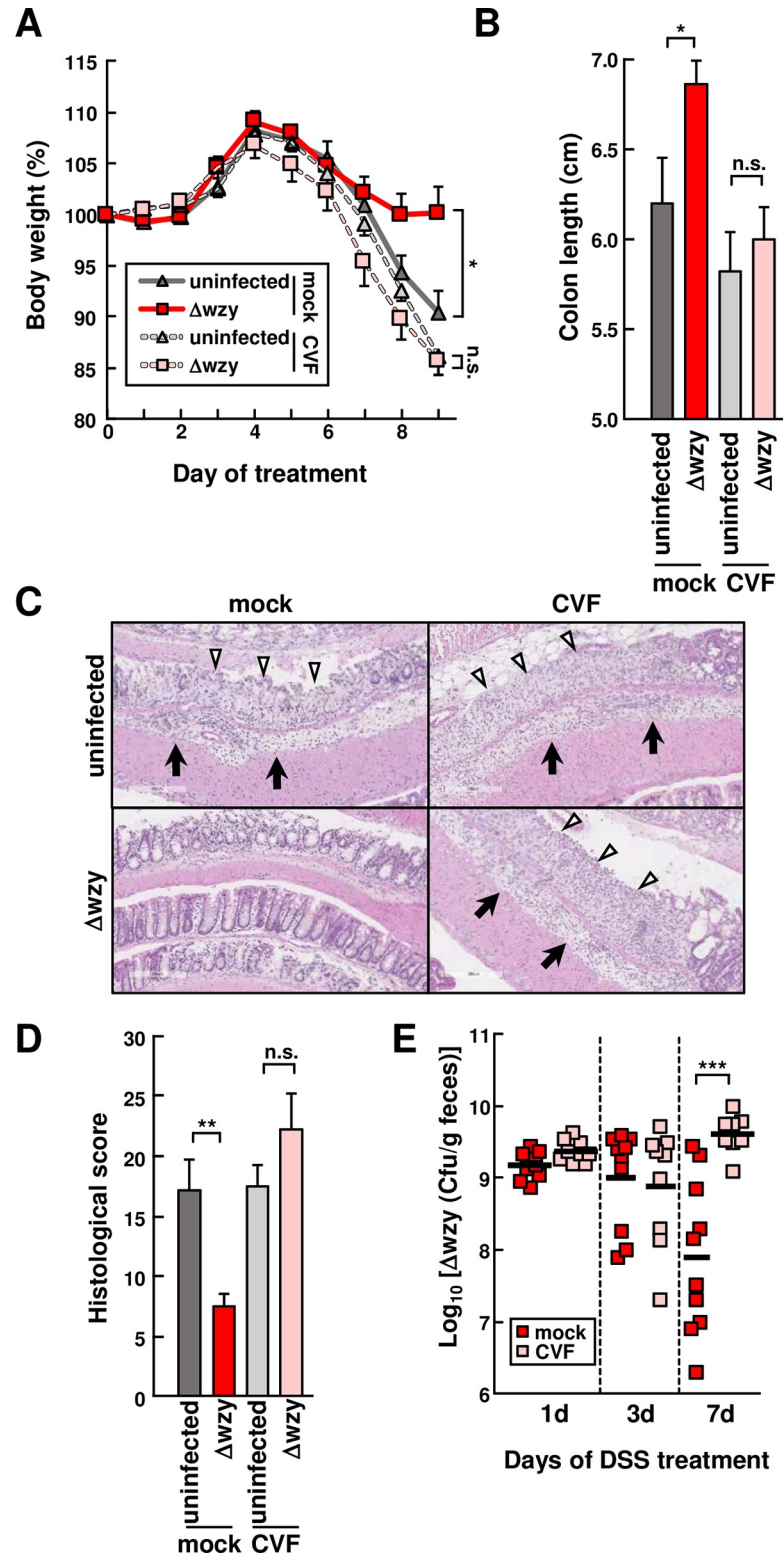 A
115
110
105
100
95
90
85
80
Body weight (%)
0
2
4
6
8
Day of treatment
uninfected
Δwzy
mock
uninfected
Δwzy
CVF
*
n.s.
B
7.0
6.5
6.0
5.5
5.0
Colon length (cm)
*
n.s.
uninfected
Δwzy
uninfected
Δwzy
mock
CVF
C
mock
CVF
uninfected
Δwzy
D
30
25
20
15
10
5
0
Histological score
**
n.s.
uninfected
Δwzy
uninfected
Δwzy
mock
CVF
E
11
10
9
8
7
6
Log10 [Δwzy (Cfu/g feces)]
***
mock
CVF
1d
3d
7d
Days of DSS treatment